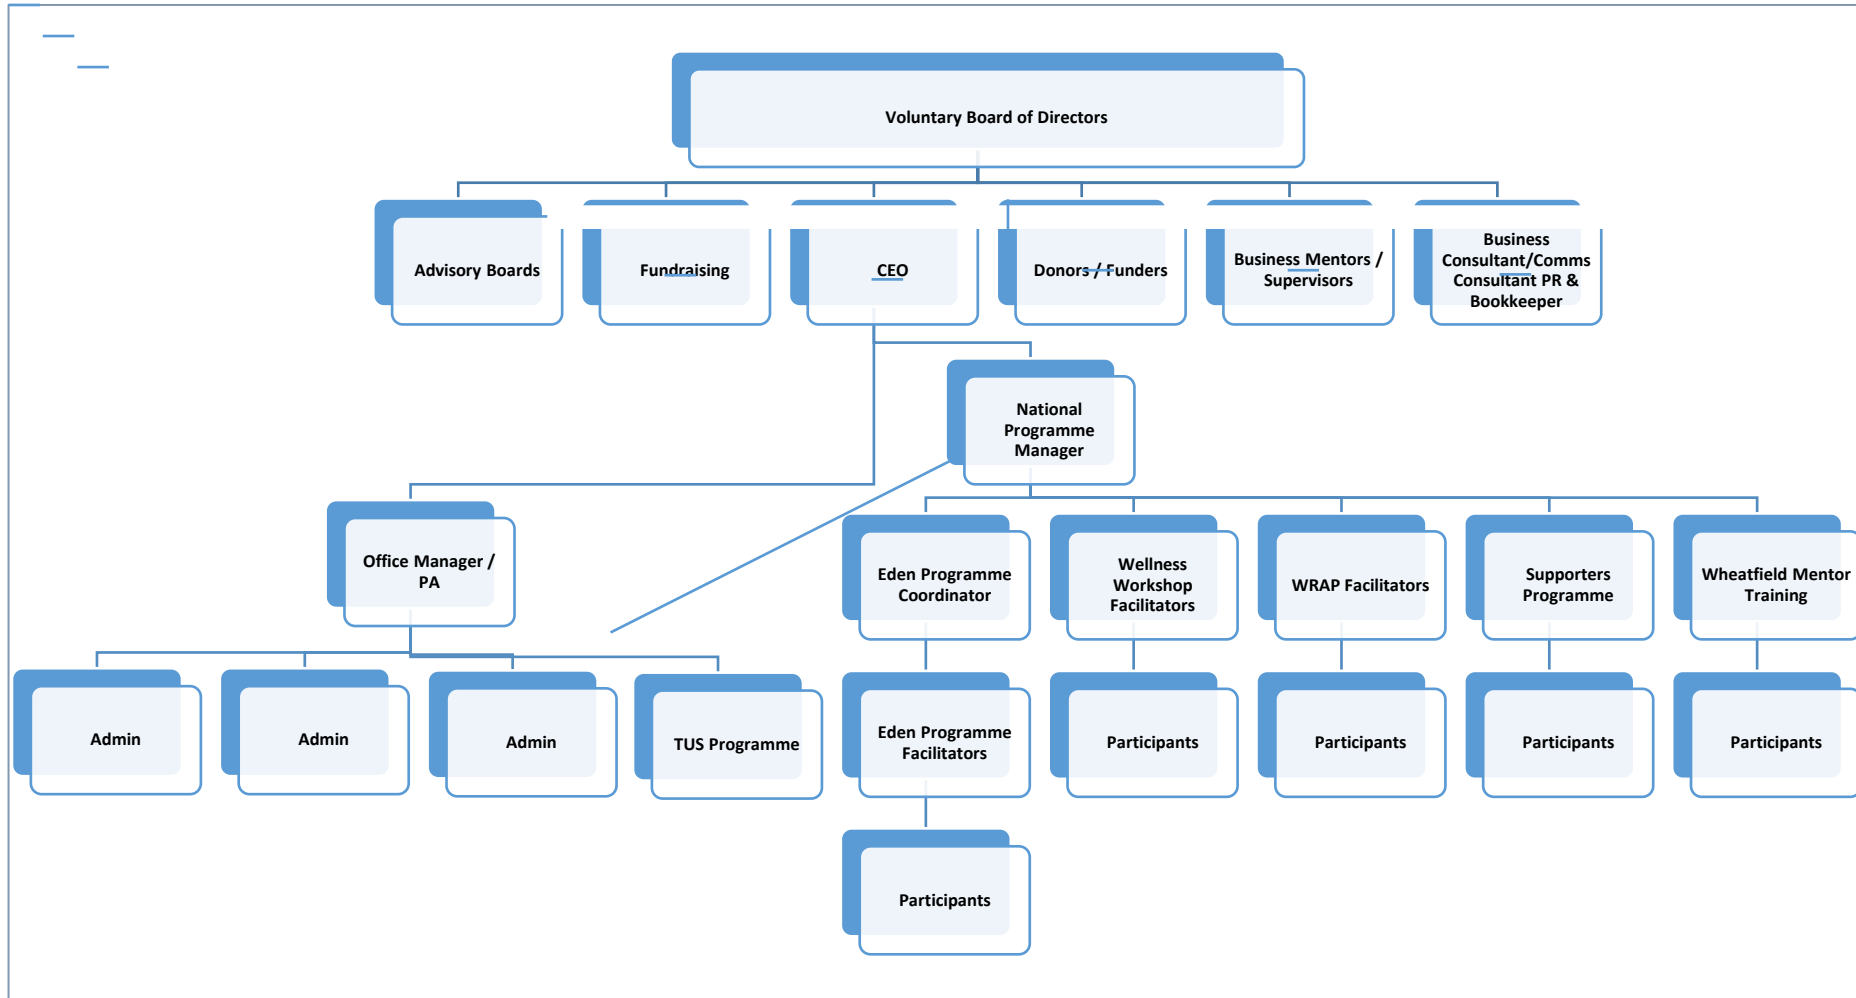 Voluntary Board of Directors
Advisory Boards
Fundraising
CEO
Donors / Funders
Business Mentors /
Supervisors
Business
Consultant/Comms
Consultant PR &
Bookkeeper
National
Programme
Manager
Office Manager /
PA
Eden Programme
Coordinator
Wellness
Workshop
Facilitators
WRAP Facilitators
Supporters
Programme
Wheatfield Mentor
Training
Admin
Admin
Admin
TUS Programme
Eden Programme
Facilitators
Participants
Participants
Participants
Participants
Participants